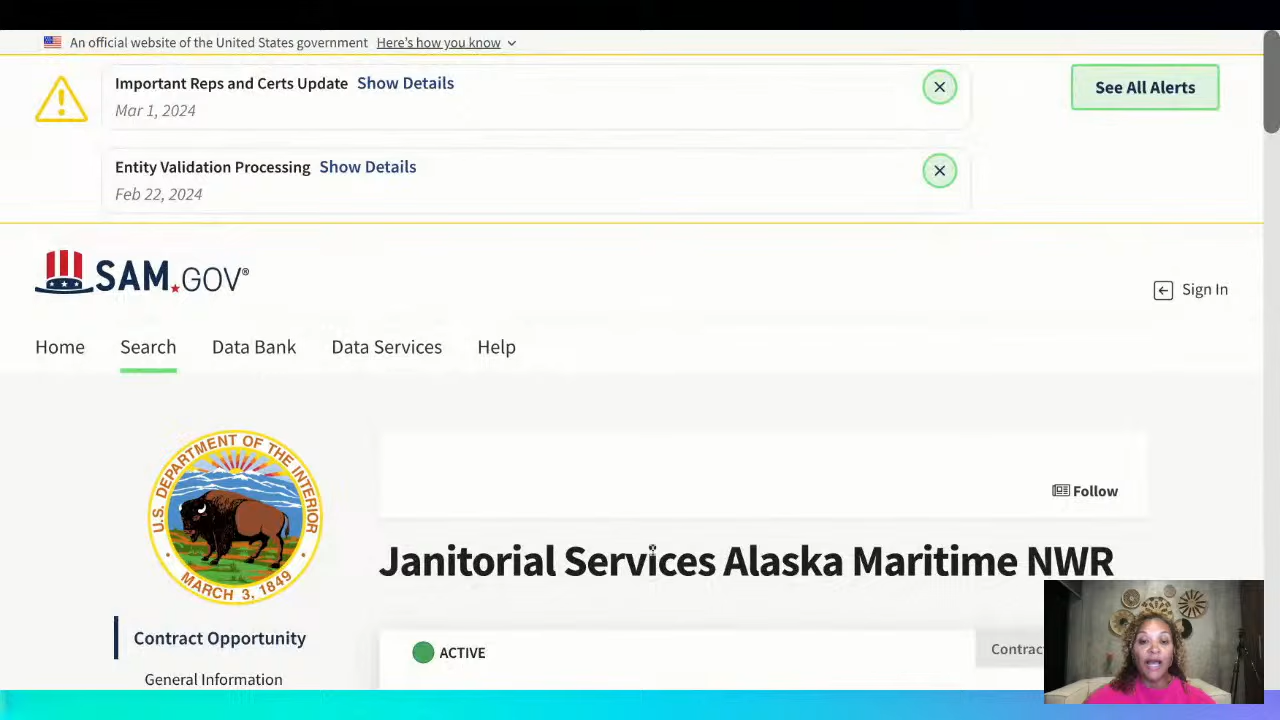 An official website of the United States government Here's how you know
Important Reps and Certs Update Show Details
Mar 1, 2024
See All Alerts
Entity Validation Processing Show Details
Feb 22, 2024
SAM.GOV®
Sign In
Home Search Data Bank Data Services Help
U.S. DEPARTMENT OF THE INTERIOR
MARCH 3, 1849
Follow
Janitorial Services Alaska Maritime NWR
Contract Opportunity
ACTIVE
General Information